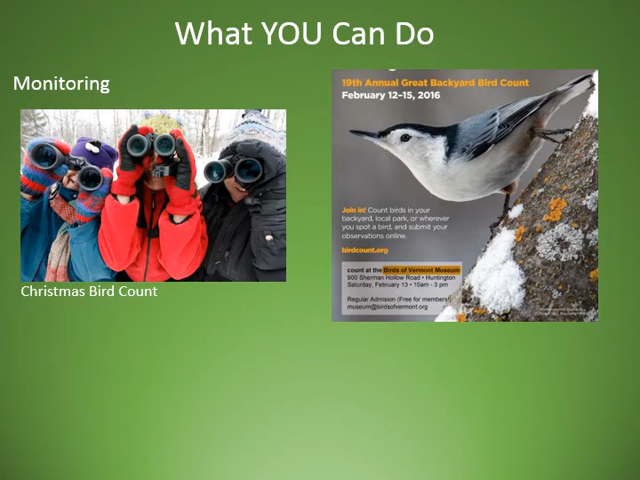 What YOU Can Do
Monitoring
Christmas Bird Count
19th Annual Great Backyard Bird Count
February 12-15, 2016
Join in! Count birds in your
backyard, local park, or wherever
you spot a bird, and submit your
observations online.
birdcount.org
count at the Birds of Vermont Museum
900 Sherman Hollow Road • Huntington
Saturday, February 13 • 10am - 3 pm
Regular Admision (Free for members!)
museum@birdsofvermont.org